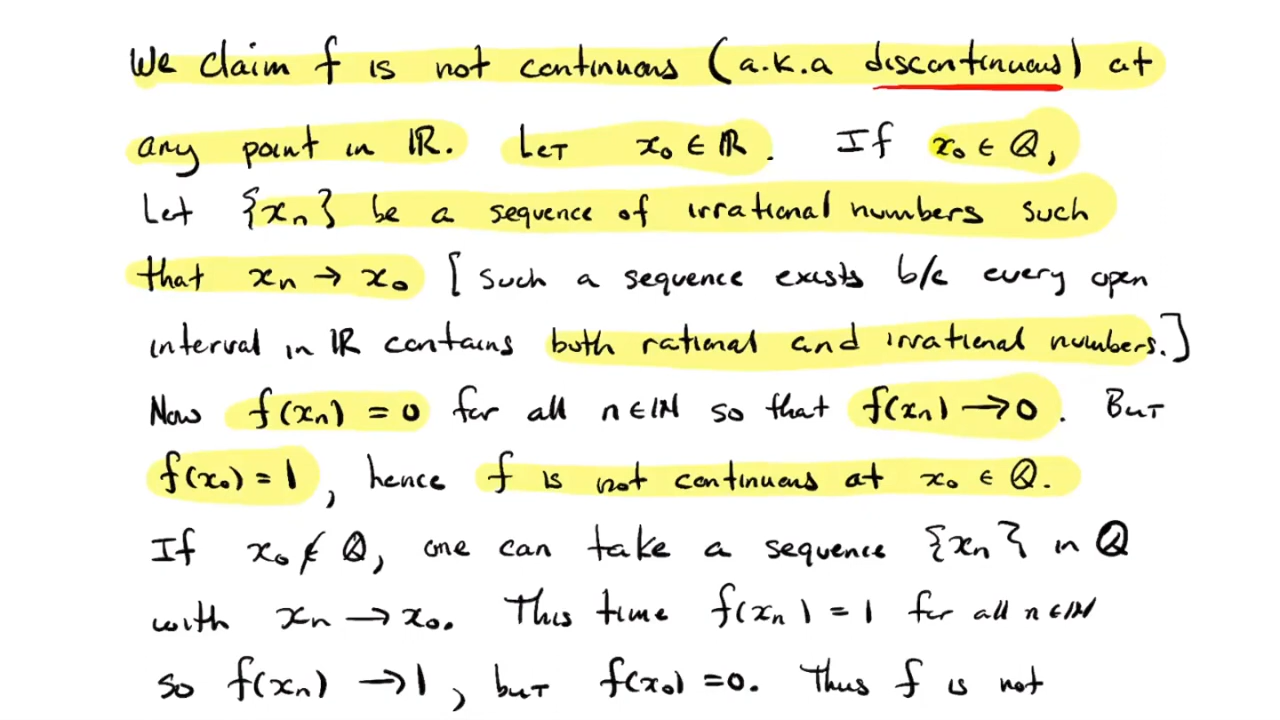 We claim f is not continuous (a.k.a discontinuous) at
any point in ℝ. Let x₀ ∈ ℝ. If x₀ ∈ ℚ,
Let {xₙ} be a sequence of irrational numbers such
that xₙ → x₀ [Such a sequence exists b/c every open
interval in ℝ contains both rational and irrational numbers.]
Now f(xₙ) = 0 for all n ∈ ℕ so that f(xₙ) → 0. But
f(x₀) = 1, hence f is not continuous at x₀ ∈ ℚ.
If x₀ ∉ ℚ, one can take a sequence {xₙ} in ℚ
with xₙ → x₀. This time f(xₙ) = 1 for all n ∈ ℕ
so f(xₙ) → 1, but f(x₀) = 0. Thus f is not